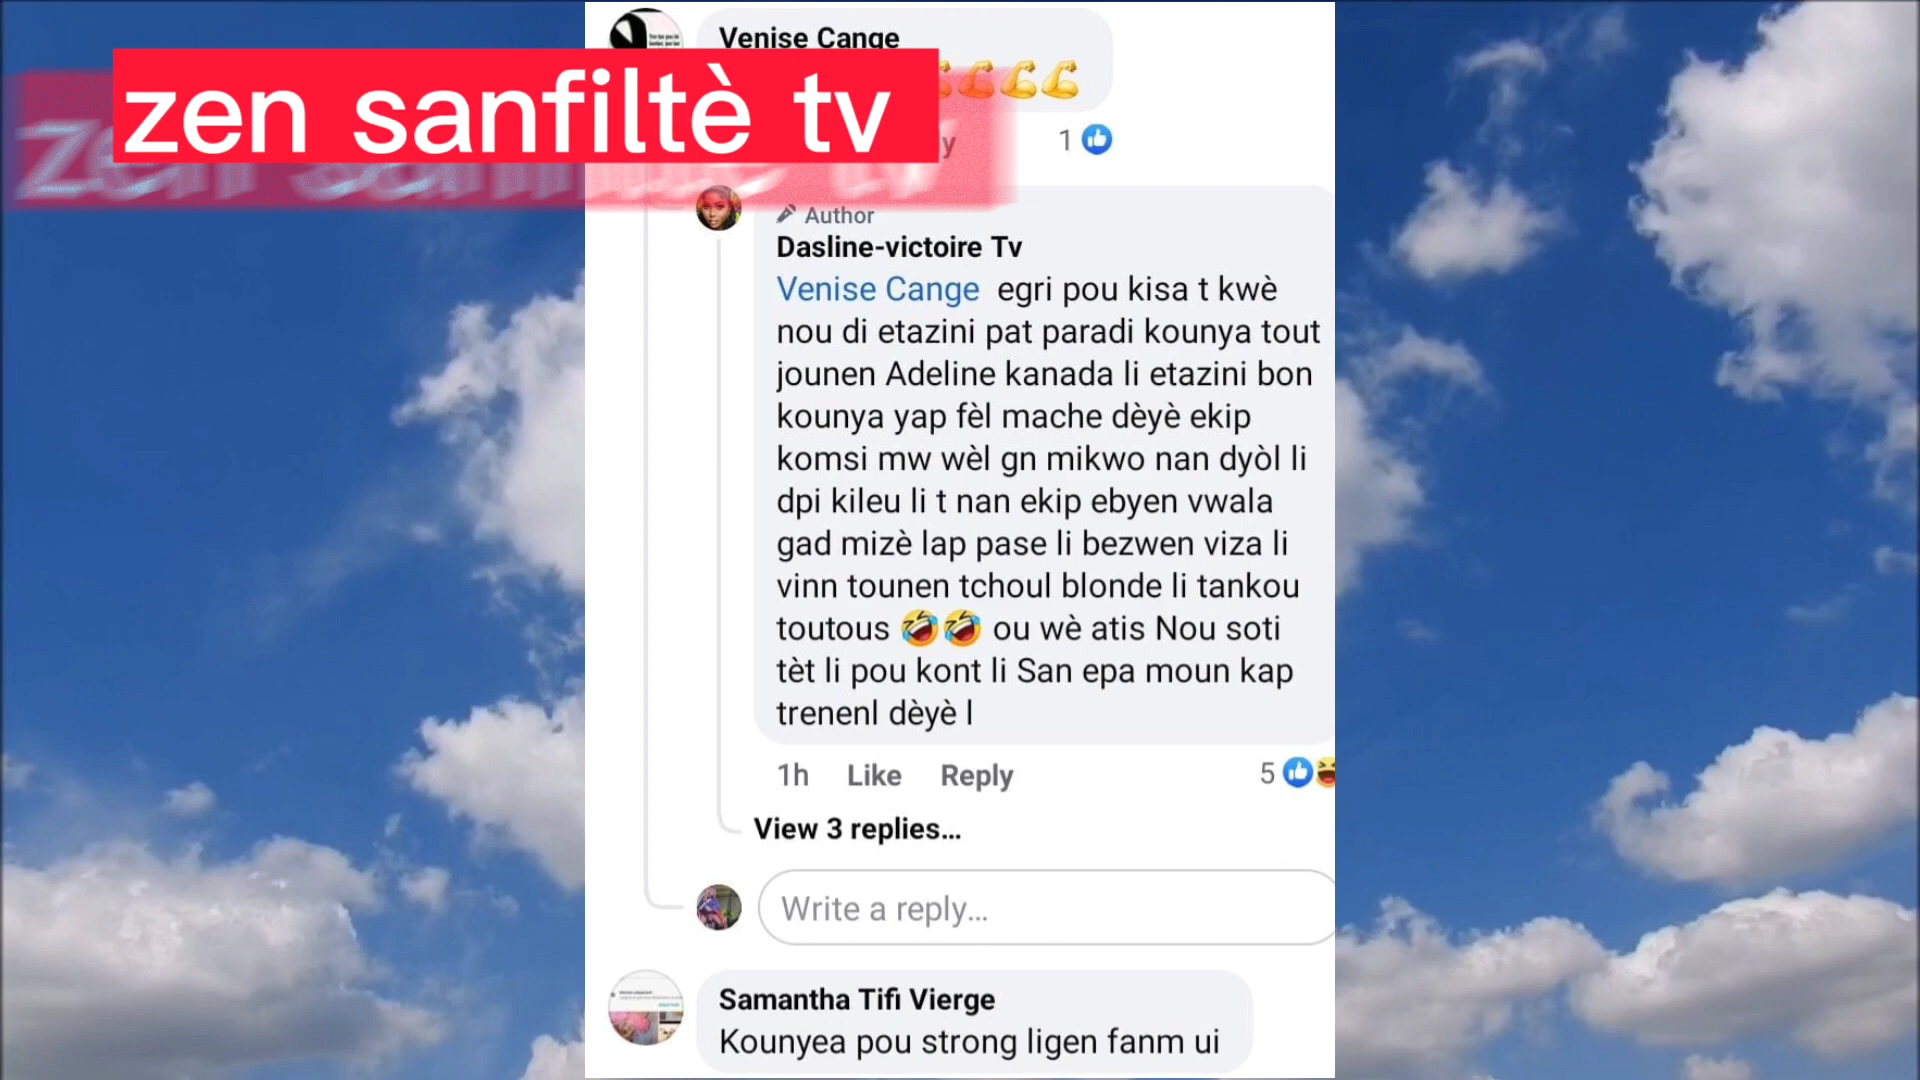 Venise Cange
zen sanfiltè tv
1
Author
Dasline-victoire Tv
Venise Cange egri pou kisa t kwè
nou di etazini pat paradi kounya tout
jounen Adeline kanada li etazini bon
kounya yap fèl mache dèyè ekip
komsi mw wèl gn mikwo nan dyòl li
dpi kileu li t nan ekip ebyen vwala
gad mizè lap pase li bezwen viza li
vinn tounen tchoul blonde li tankou
toutous 🤣🤣 ou wè atis Nou soti
tèt li pou kont li San epa moun kap
trenenl dèyè l
1h Like Reply 5
View 3 replies...
Write a reply...
Samantha Tifi Vierge
Kounyea pou strong ligen fanm ui